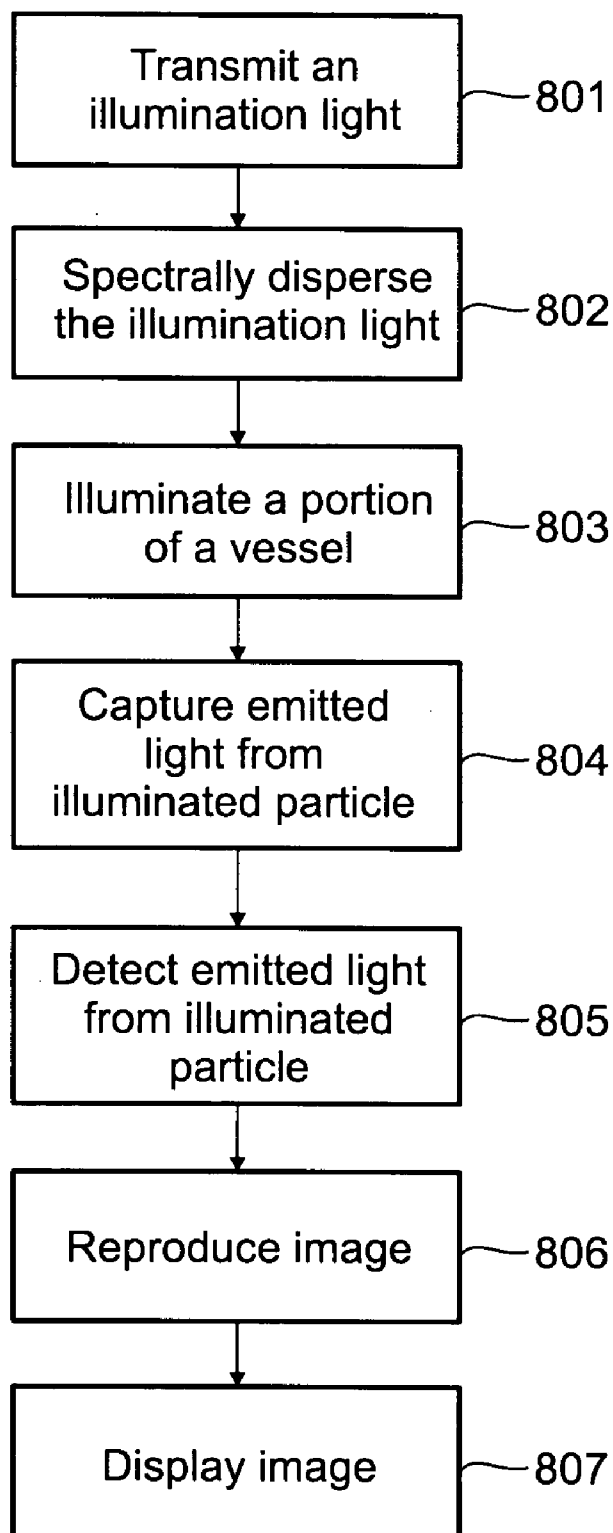 Transmit an
illumination light
801
Spectrally disperse
the illumination light
802
Illuminate a portion
of a vessel
803
Capture emitted
light from
illuminated particle
804
Detect emitted light
from illuminated
particle
805
Reproduce image
806
Display image
807